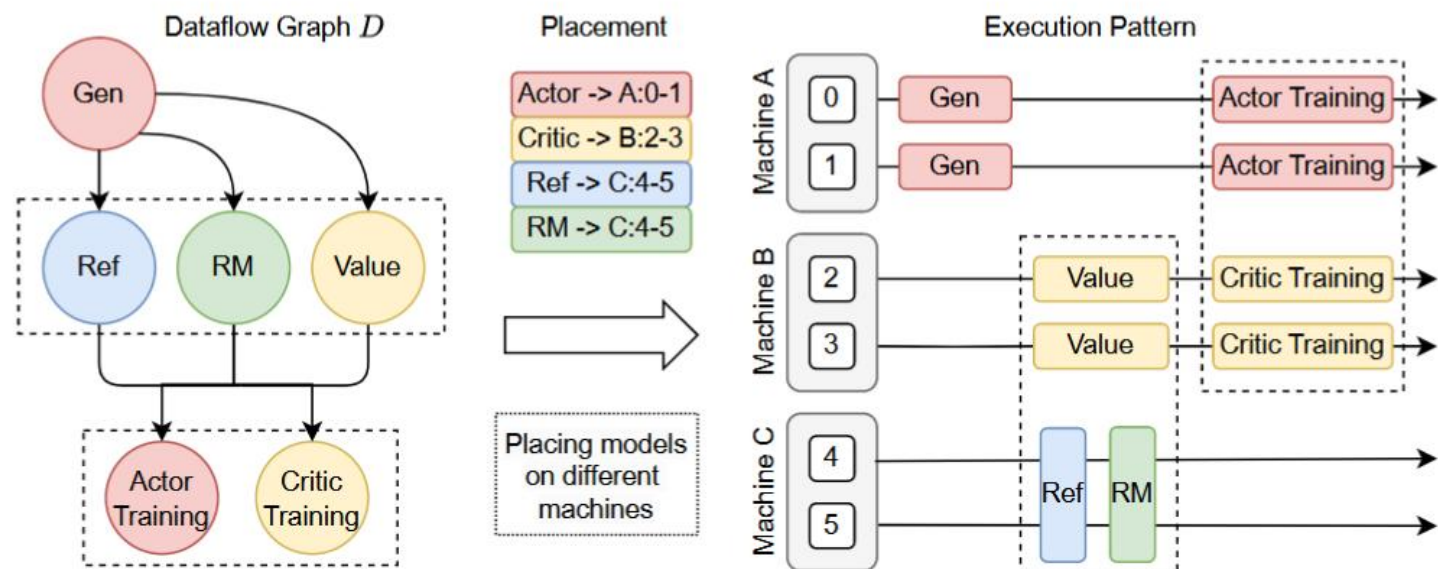 Dataflow Graph D
Gen
Ref
RM
Value
Actor
Training
Critic
Training
Placement
Actor -> A:0-1
Critic -> B:2-3
Ref -> C:4-5
RM -> C:4-5
Placing models
on different
machines
Execution Pattern
Machine A
0
Gen
Actor Training
1
Gen
Actor Training
Machine B
2
Value
Critic Training
3
Value
Critic Training
Machine C
4
5
Ref
RM